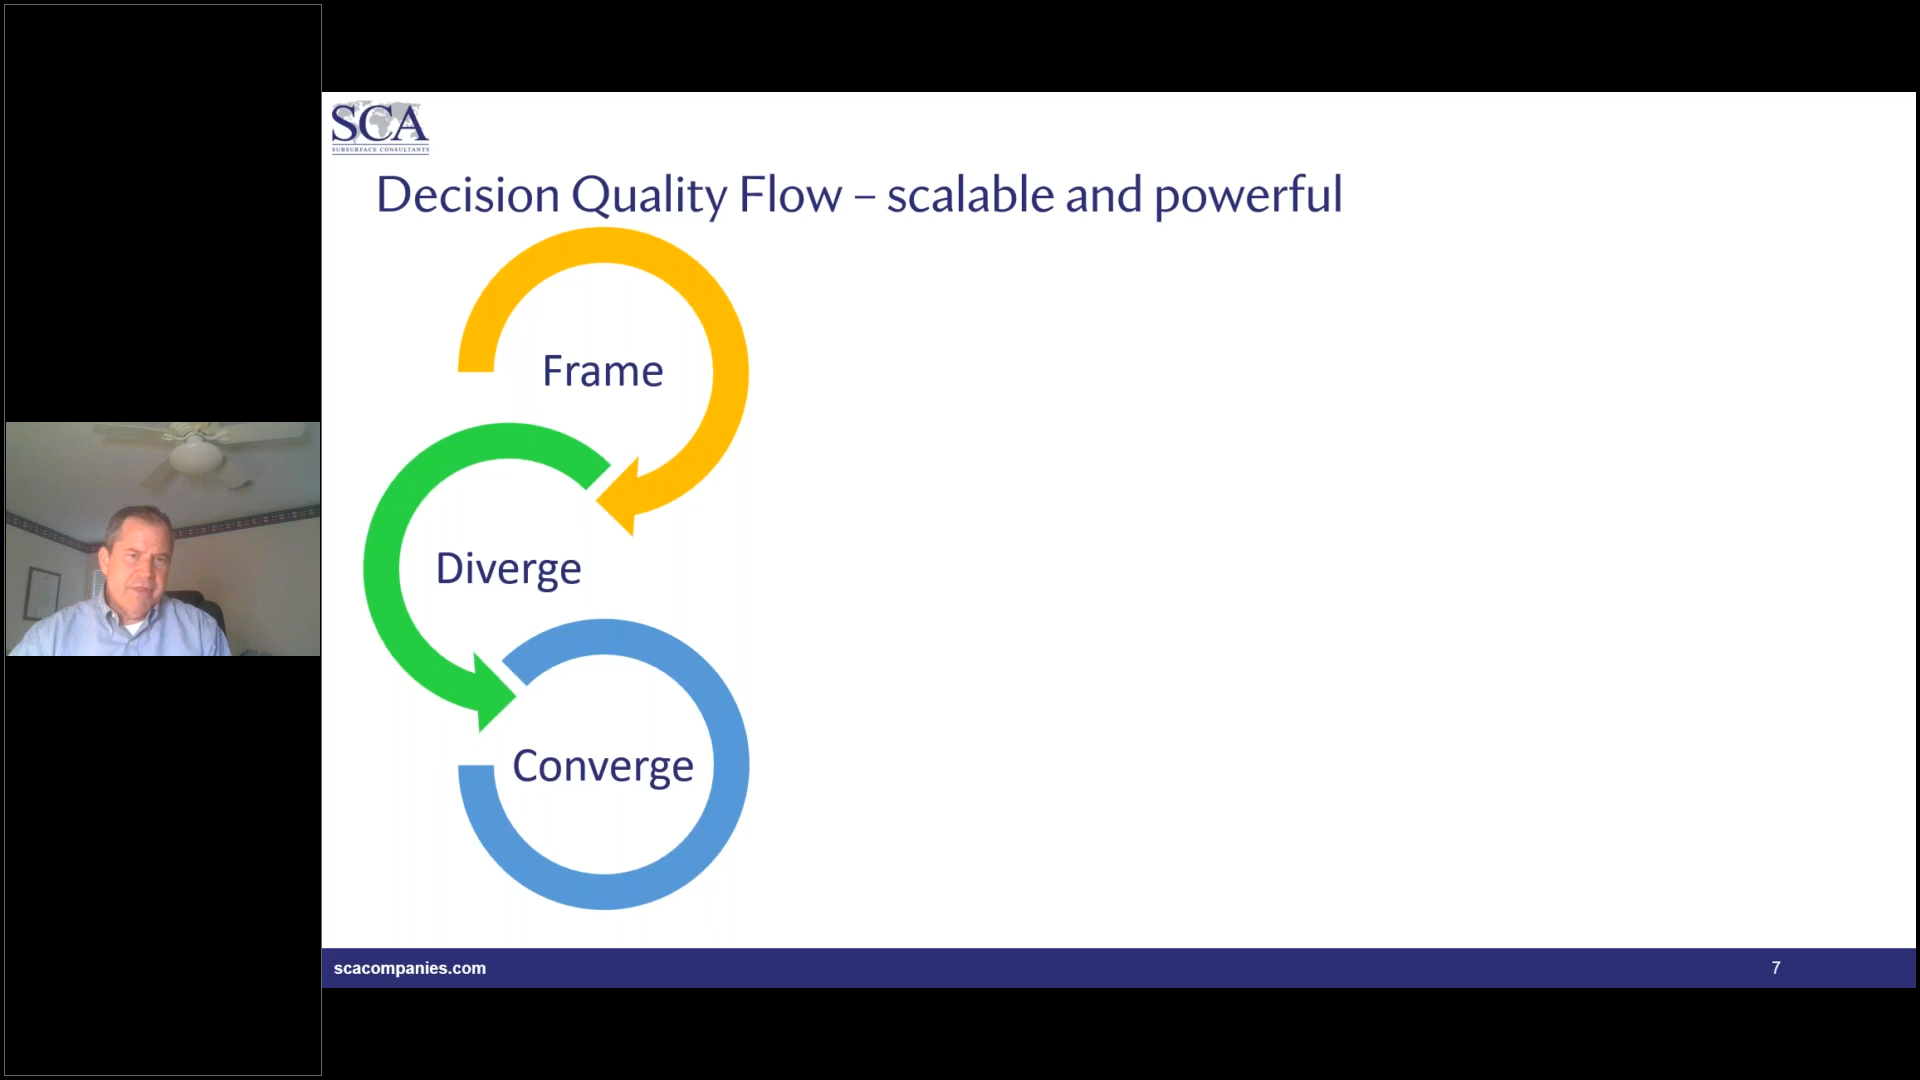 SCA
SUBSURFACE CONSULTANTS
Decision Quality Flow – scalable and powerful
Frame
Diverge
Converge
scacompanies.com
7